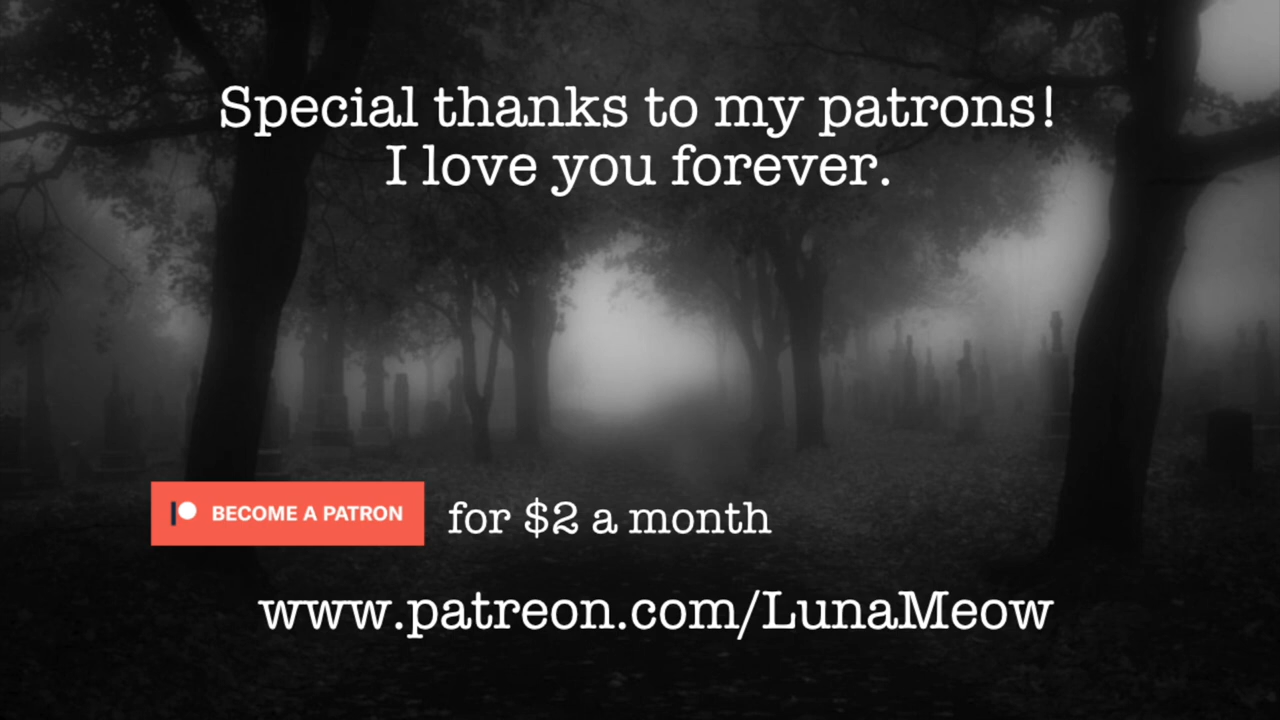 Special thanks to my patrons!
I love you forever.
BECOME A PATRON for $2 a month
www.patreon.com/LunaMeow